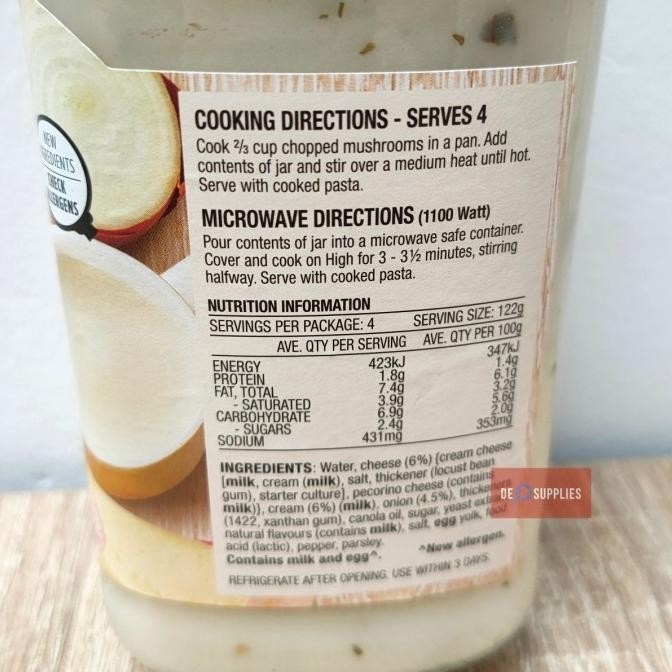 NEW
INGREDIENTS
CHECK
ALLERGENS
COOKING DIRECTIONS - SERVES 4
Cook ⅔ cup chopped mushrooms in a pan. Add
contents of jar and stir over a medium heat until hot.
Serve with cooked pasta.
MICROWAVE DIRECTIONS (1100 Watt)
Pour contents of jar into a microwave safe container.
Cover and cook on High for 3 - 3½ minutes, stirring
halfway. Serve with cooked pasta.
NUTRITION INFORMATION
SERVINGS PER PACKAGE: 4 SERVING SIZE: 122g
AVE. QTY PER SERVING AVE. QTY PER 100g
ENERGY 423kJ 347kJ
PROTEIN 1.8g 1.4g
FAT, TOTAL 7.4g 6.1g
- SATURATED 3.9g 3.2g
CARBOHYDRATE 6.9g 5.6g
- SUGARS 2.4g 2.0g
SODIUM 431mg 353mg
INGREDIENTS: Water, cheese (6%) {cream cheese
[milk, cream (milk), salt, thickener (locust bean
gum), starter culture], pecorino cheese (contains
milk)}, cream (6%) (milk), onion (4.5%), thickeners
(1422, xanthan gum), canola oil, sugar, yeast extract,
natural flavours (contains milk), salt, egg yolk, food
acid (lactic), pepper, parsley.
Contains milk and egg^. ^New allergen.
REFRIGERATE AFTER OPENING. USE WITHIN 3 DAYS.
DE SUPPLIES